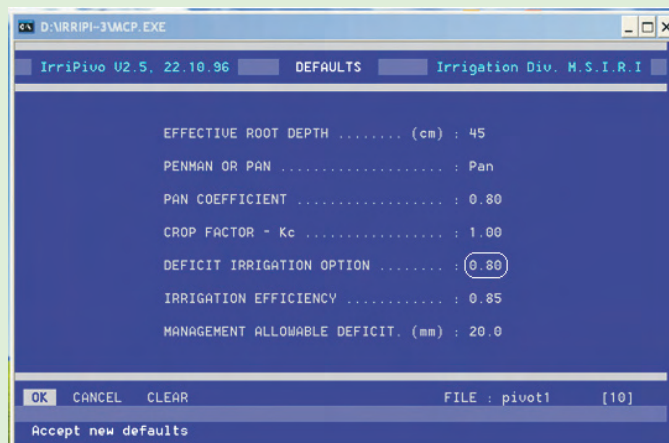 D:\IRRIPI-3\MCP.EXE
IrriPivo V2.5, 22.10.96 DEFAULTS Irrigation Div. M.S.I.R.I
EFFECTIVE ROOT DEPTH ........ (cm) : 45
PENMAN OR PAN .................... : Pan
PAN COEFFICIENT .................. : 0.80
CROP FACTOR - Kc ................. : 1.00
DEFICIT IRRIGATION OPTION ........ : 0.80
IRRIGATION EFFICIENCY ............ : 0.85
MANAGEMENT ALLOWABLE DEFICIT. (mm) : 20.0
OK CANCEL CLEAR FILE : pivot1 [10]
Accept new defaults